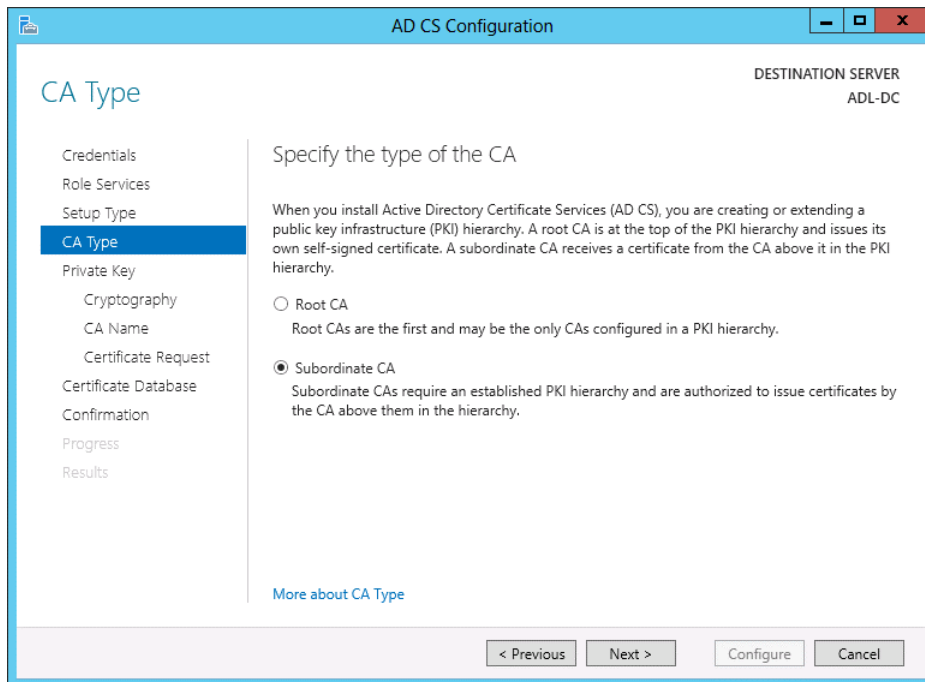 AD CS Configuration
DESTINATION SERVER
ADL-DC
CA Type
Credentials
Role Services
Setup Type
CA Type
Private Key
Cryptography
CA Name
Certificate Request
Certificate Database
Confirmation
Progress
Results
Specify the type of the CA
When you install Active Directory Certificate Services (AD CS), you are creating or extending a
public key infrastructure (PKI) hierarchy. A root CA is at the top of the PKI hierarchy and issues its
own self-signed certificate. A subordinate CA receives a certificate from the CA above it in the PKI
hierarchy.
Root CA
Root CAs are the first and may be the only CAs configured in a PKI hierarchy.
Subordinate CA
Subordinate CAs require an established PKI hierarchy and are authorized to issue certificates by
the CA above them in the hierarchy.
More about CA Type
< Previous
Next >
Configure
Cancel